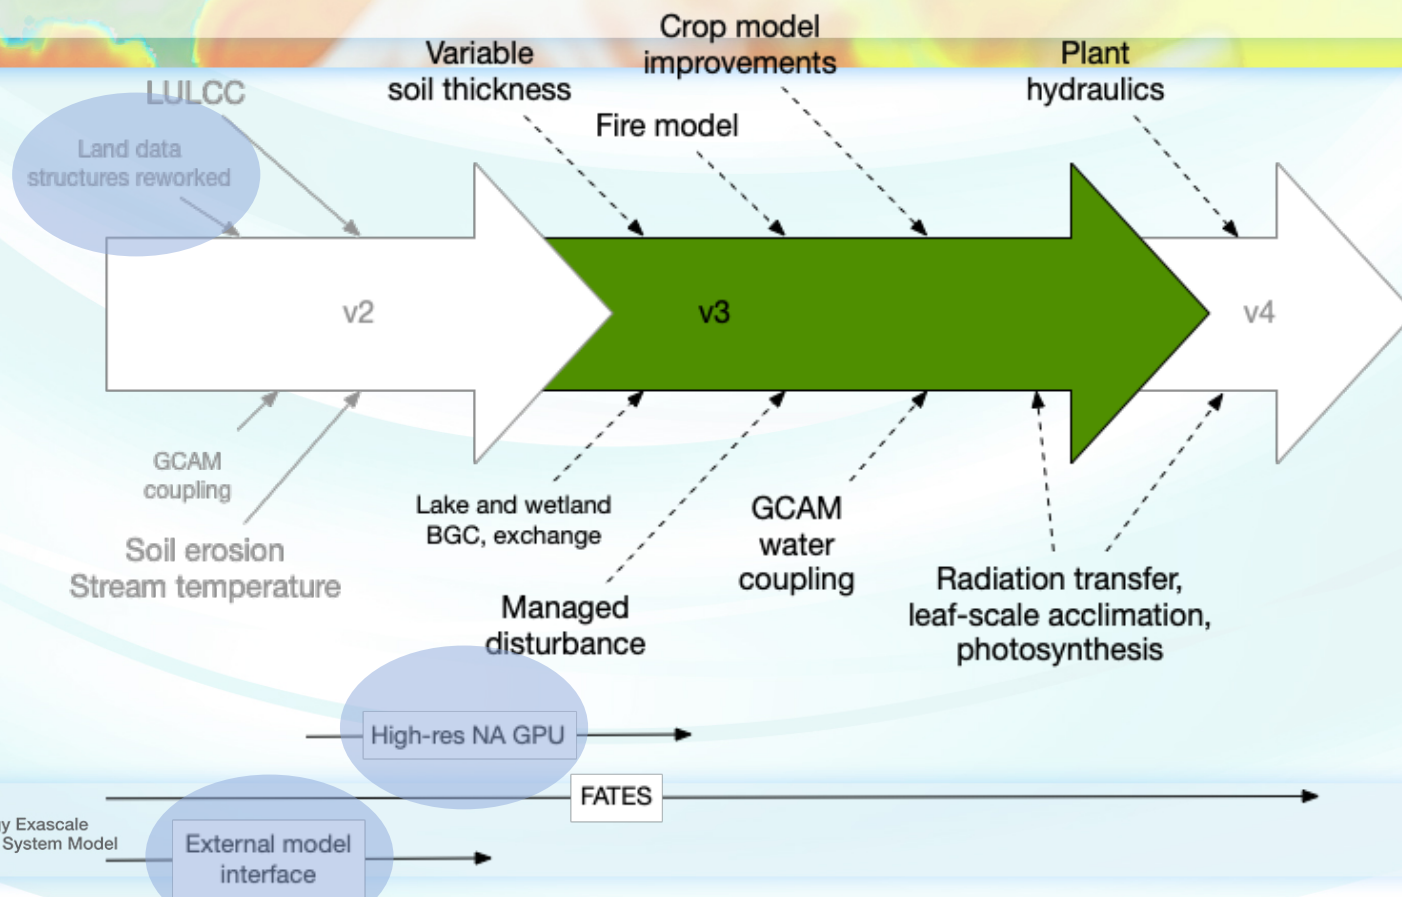 Crop model
improvements
Variable
soil thickness
Plant
hydraulics
LULCC
Fire model
Land data
structures reworked
v2
v3
v4
GCAM
coupling
Soil erosion
Stream temperature
Lake and wetland
BGC, exchange
GCAM
water
coupling
Managed
disturbance
Radiation transfer,
leaf-scale acclimation,
photosynthesis
High-res NA GPU
FATES
y Exascale
System Model
External model
interface